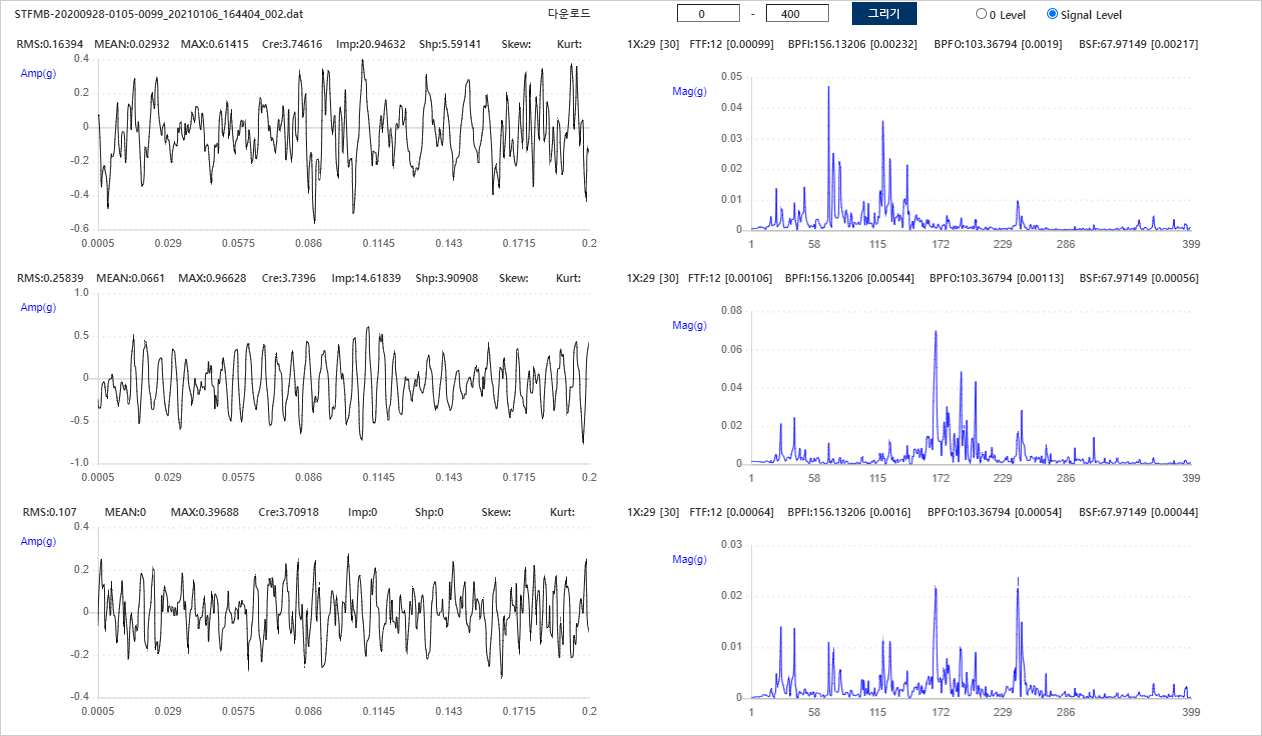 STFMB-20200928-0105-0099_20210106_164404_002.dat 다운로드 0 - 400 그리기 0 Level Signal Level
RMS:0.16394 MEAN:0.02932 MAX:0.61415 Cre:3.74616 Imp:20.94632 Shp:5.59141 Skew: Kurt:
Amp(g)
0.4
0.2
0
-0.2
-0.4
-0.6
0.0005 0.029 0.0575 0.086 0.1145 0.143 0.1715 0.2
1X:29 [30] FTF:12 [0.00099] BPFI:156.13206 [0.00232] BPFO:103.36794 [0.0019] BSF:67.97149 [0.00217]
Mag(g)
0.05
0.04
0.03
0.02
0.01
0
1 58 115 172 229 286 399
RMS:0.25839 MEAN:0.0661 MAX:0.96628 Cre:3.7396 Imp:14.61839 Shp:3.90908 Skew: Kurt:
Amp(g)
1.0
0.5
0
-0.5
-1.0
0.0005 0.029 0.0575 0.086 0.1145 0.143 0.1715 0.2
1X:29 [30] FTF:12 [0.00106] BPFI:156.13206 [0.00544] BPFO:103.36794 [0.00113] BSF:67.97149 [0.00056]
Mag(g)
0.08
0.06
0.04
0.02
0
1 58 115 172 229 286 399
RMS:0.107 MEAN:0 MAX:0.39688 Cre:3.70918 Imp:0 Shp:0 Skew: Kurt:
Amp(g)
0.4
0.2
0
-0.2
-0.4
0.0005 0.029 0.0575 0.086 0.1145 0.143 0.1715 0.2
1X:29 [30] FTF:12 [0.00064] BPFI:156.13206 [0.0016] BPFO:103.36794 [0.00054] BSF:67.97149 [0.00044]
Mag(g)
0.03
0.02
0.01
0
1 58 115 172 229 286 399